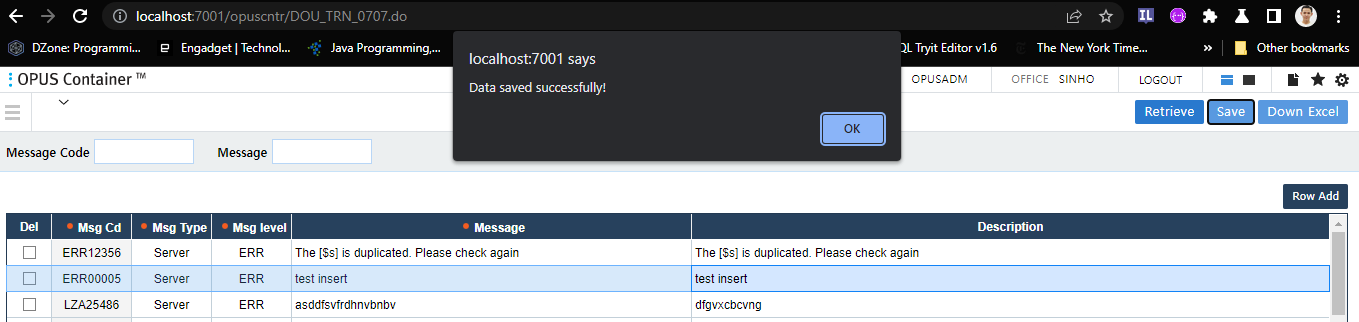 localhost:7001/opuscntr/DOU_TRN_0707.do
DZone: Programmi...
Engadget | Technol...
Java Programming,...
QL Tryit Editor v1.6
The New York Time...
»
Other bookmarks
localhost:7001 says
Data saved successfully!
OK
OPUS Container ™
OPUSADM
OFFICE SINHO
LOGOUT
Retrieve
Save
Down Excel
Message Code
Message
Row Add
Del Msg Cd Msg Type Msg level Message Description
ERR12356 Server ERR The [$s] is duplicated. Please check again The [$s] is duplicated. Please check again
ERR00005 Server ERR test insert test insert
LZA25486 Server ERR asddfsvfrdhnvbnbv dfgvxcbcvng